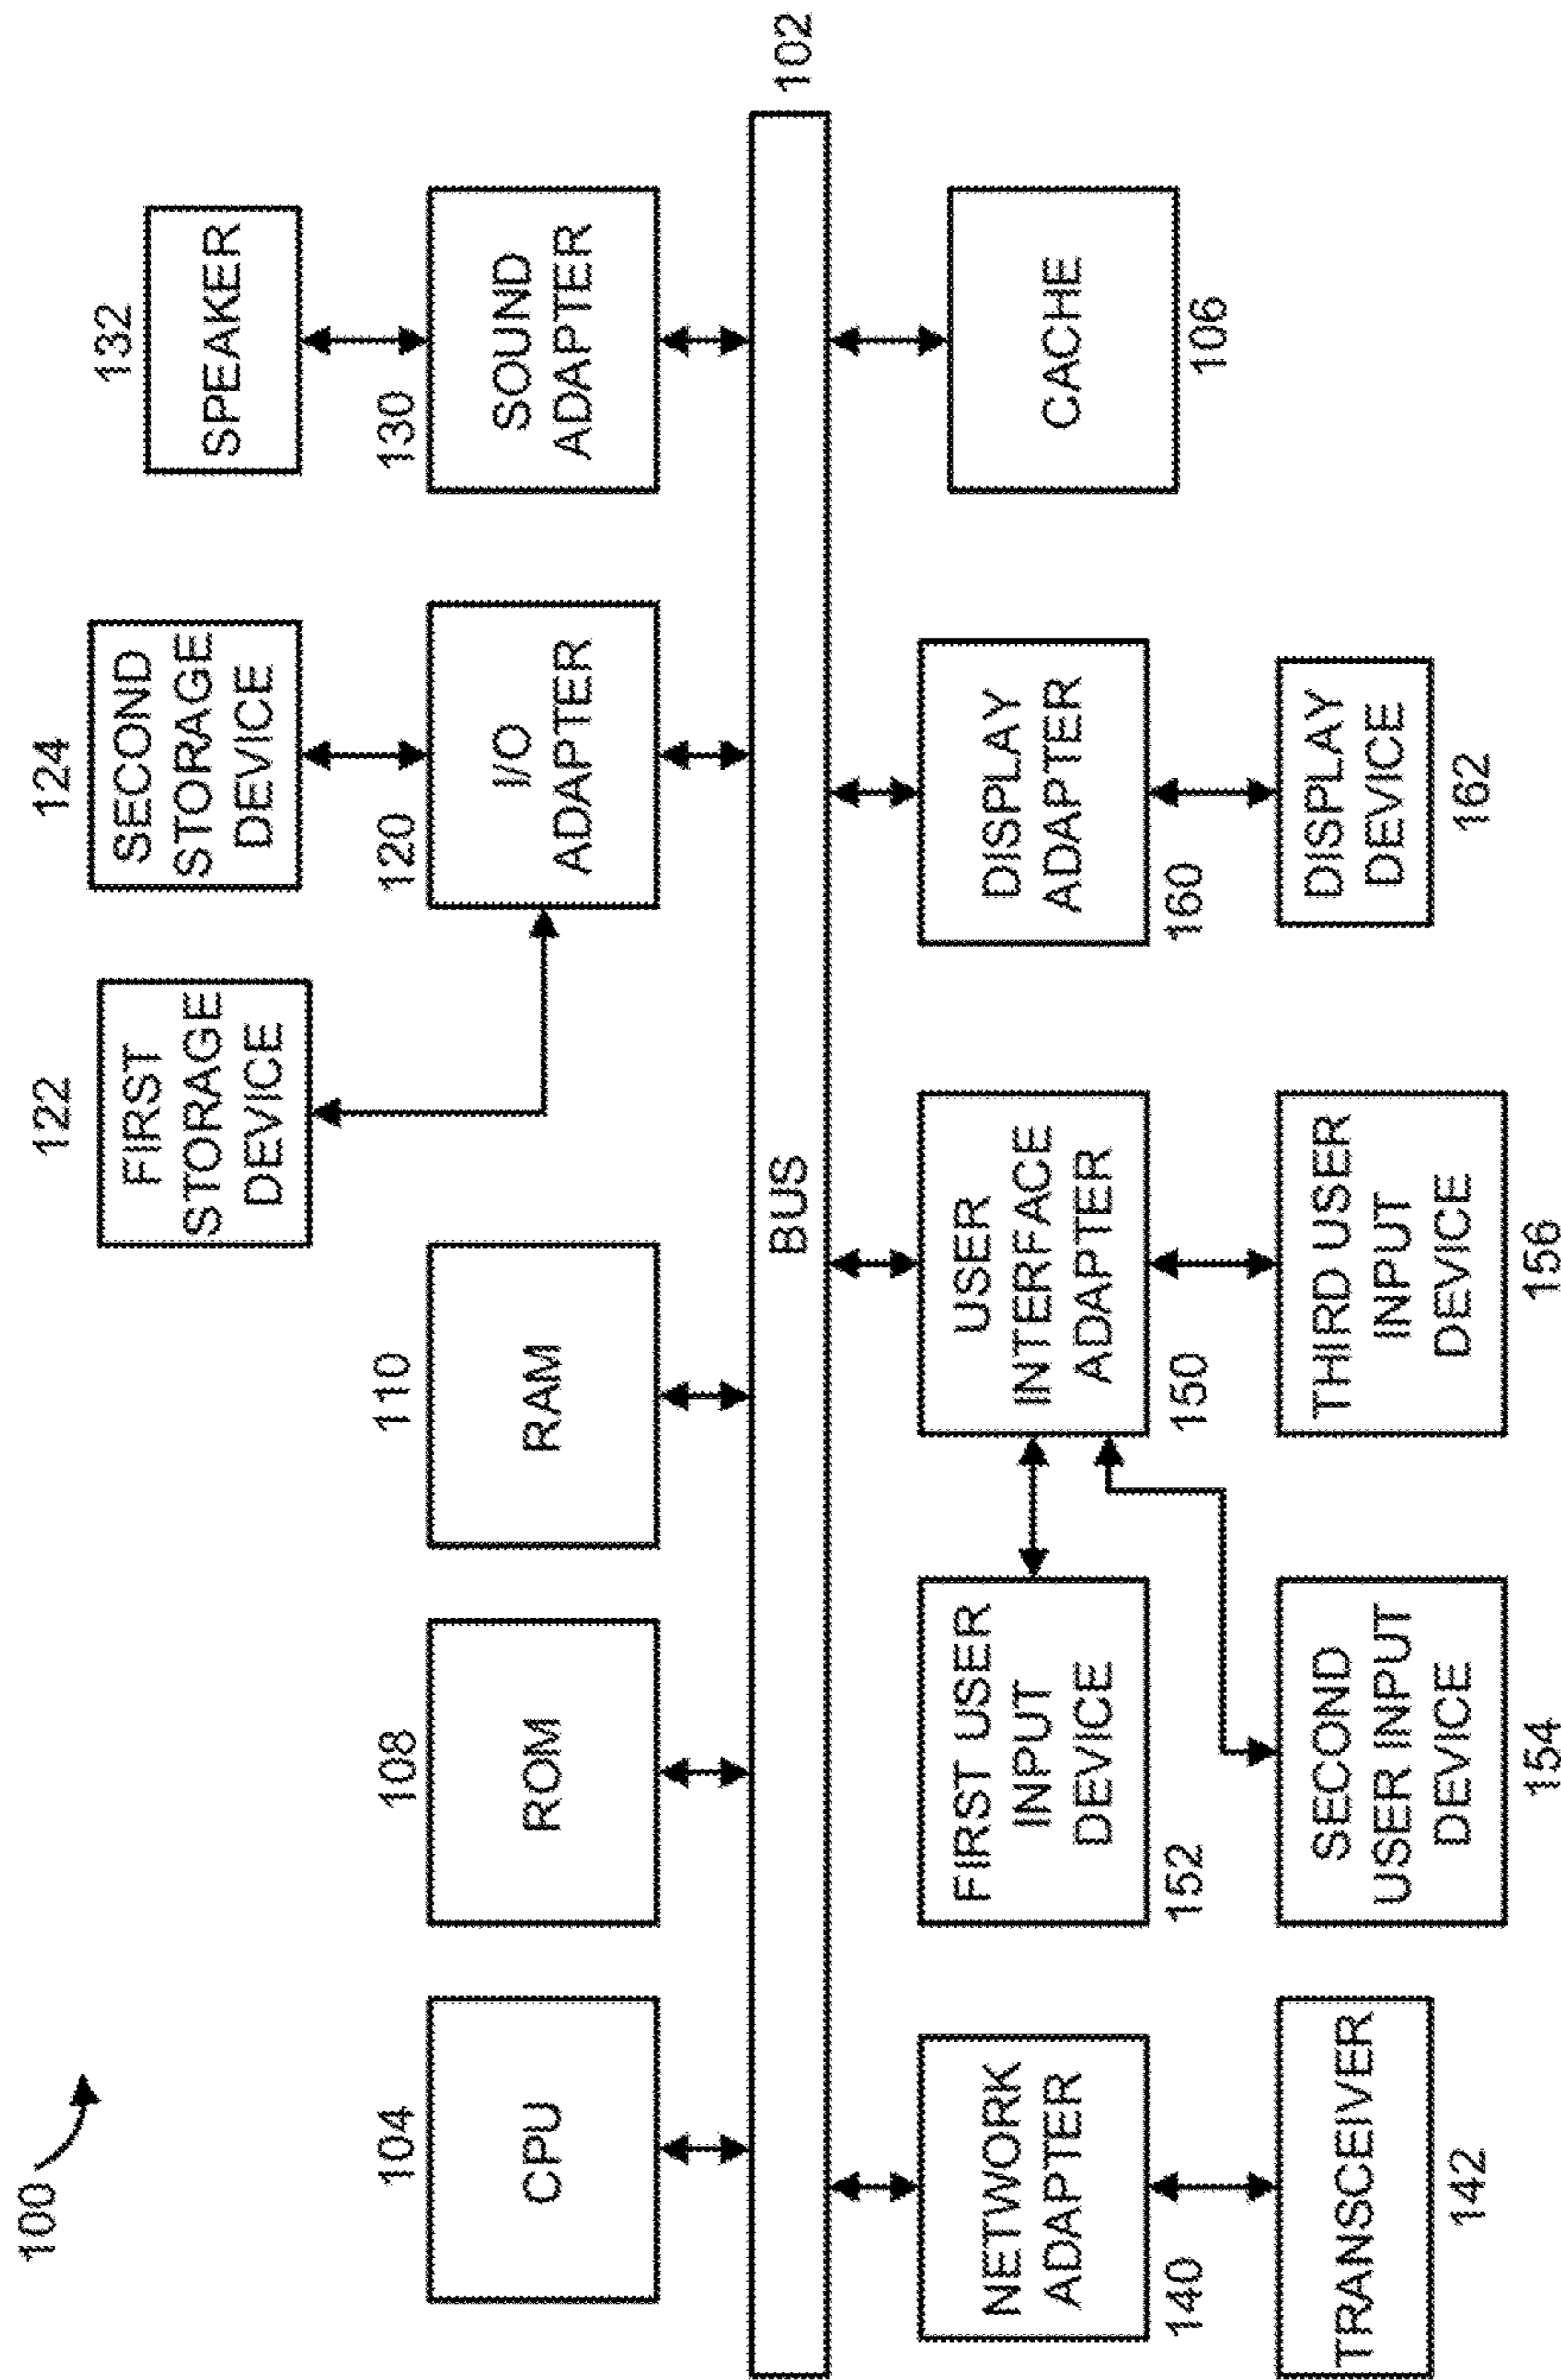 100
104
CPU
108
ROM
110
RAM
122
FIRST
STORAGE
DEVICE
124
SECOND
STORAGE
DEVICE
120
I/O
ADAPTER
132
SPEAKER
130
SOUND
ADAPTER
BUS
102
NETWORK
ADAPTER
140
TRANSCEIVER
142
FIRST USER
INPUT
DEVICE
152
SECOND
USER INPUT
DEVICE
154
USER
INTERFACE
ADAPTER
150
THIRD USER
INPUT
DEVICE
156
DISPLAY
ADAPTER
160
DISPLAY
DEVICE
162
CACHE
106